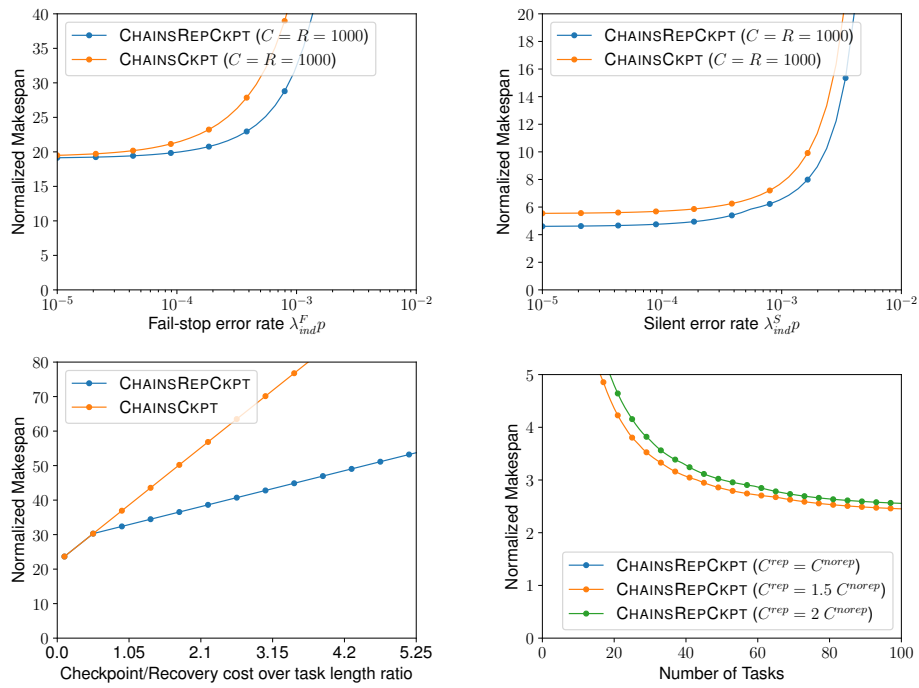 40
35
30
25
20
15
10
5
0
Normalized Makespan
CHAINSREPCKPT (C = R = 1000)
CHAINSCKPT (C = R = 1000)
10⁻⁵ 10⁻⁴ 10⁻³ 10⁻²
Fail-stop error rate λ^F_{ind}p
20
18
16
14
12
10
8
6
4
2
0
Normalized Makespan
CHAINSREPCKPT (C = R = 1000)
CHAINSCKPT (C = R = 1000)
10⁻⁵ 10⁻⁴ 10⁻³ 10⁻²
Silent error rate λ^S_{ind}p
80
70
60
50
40
30
20
10
0
Normalized Makespan
CHAINSREPCKPT
CHAINSCKPT
0.0 1.05 2.1 3.15 4.2 5.25
Checkpoint/Recovery cost over task length ratio
5
4
3
2
1
0
Normalized Makespan
CHAINSREPCKPT (C^{rep} = C^{norep})
CHAINSREPCKPT (C^{rep} = 1.5 C^{norep})
CHAINSREPCKPT (C^{rep} = 2 C^{norep})
0 20 40 60 80 100
Number of Tasks